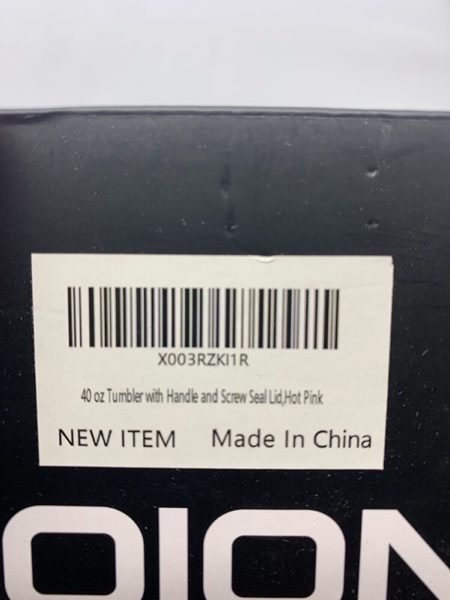 X003RZKI1R
40 oz Tumbler with Handle and Screw Seal Lid,Hot Pink
NEW ITEM Made In China